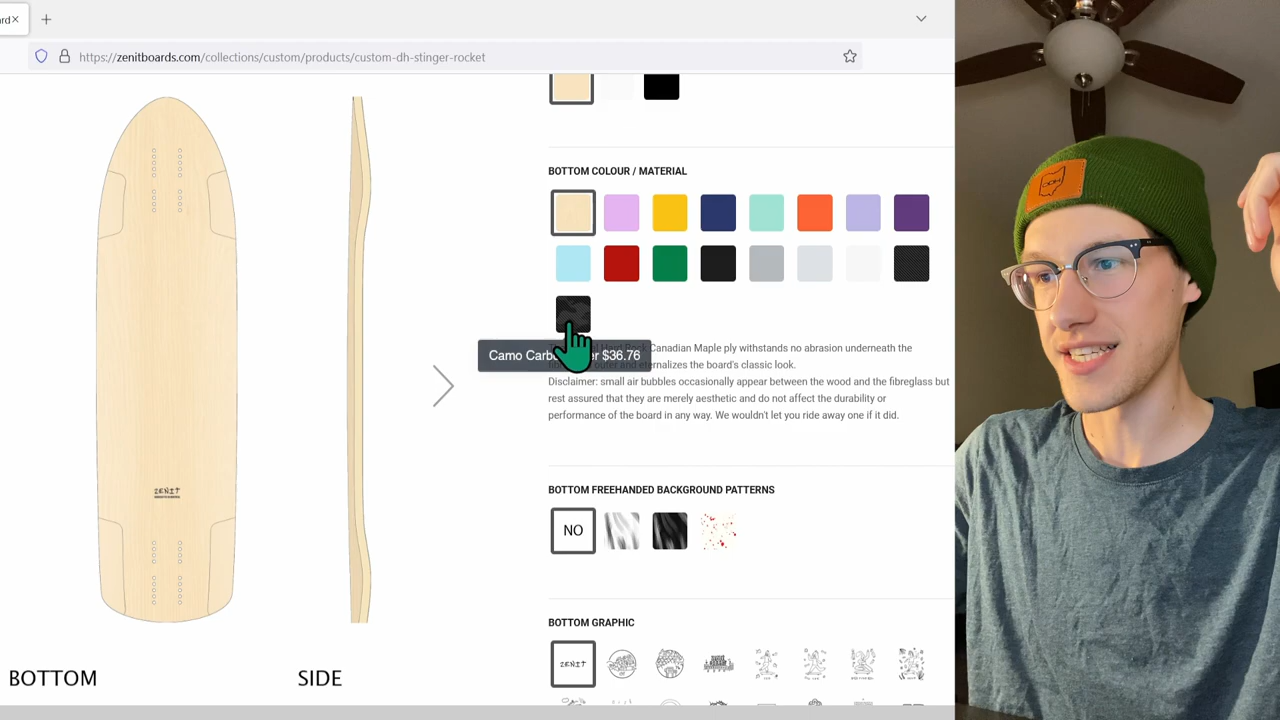 ard
https://zenitboards.com/collections/custom/products/custom-dh-stinger-rocket
BOTTOM COLOUR / MATERIAL
Camo $36.76
Canadian Maple ply withstands no abrasion underneath the
eternalizes the board's classic look.
Disclaimer: small air bubbles occasionally appear between the wood and the fibreglass but
rest assured that they are merely aesthetic and do not affect the durability or
performance of the board in any way. We wouldn't let you ride away one if it did.
BOTTOM FREEHANDED BACKGROUND PATTERNS
NO
BOTTOM GRAPHIC
ZENIT
ZENIT
BOTTOM
SIDE